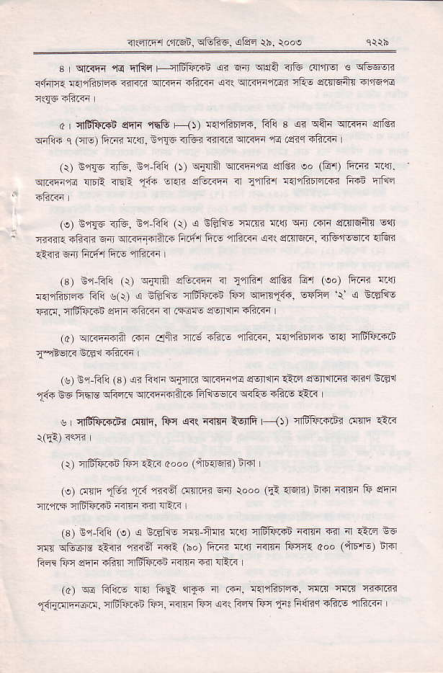 বাংলাদেশ গেজেট, অতিরিক্ত, এপ্রিল ২৯, ২০০৩ ৭২২৯
৪। আবেদন পত্র দাখিল।—সার্টিফিকেট এর জন্য আগ্রহী ব্যক্তি যোগ্যতা ও অভিজ্ঞতার
বর্ণনাসহ মহাপরিচালক বরাবরে আবেদন করিবেন এবং আবেদনপত্রের সহিত প্রয়োজনীয় কাগজপত্র
সংযুক্ত করিবেন।
৫। সার্টিফিকেট প্রদান পদ্ধতি।—(১) মহাপরিচালক, বিধি ৪ এর অধীন আবেদন প্রাপ্তির
অনধিক ৭ (সাত) দিনের মধ্যে, উপযুক্ত ব্যক্তির বরাবরে আবেদন পত্র প্রেরণ করিবেন।
(২) উপযুক্ত ব্যক্তি, উপ-বিধি (১) অনুযায়ী আবেদনপত্র প্রাপ্তির ৩০ (ত্রিশ) দিনের মধ্যে,
আবেদনপত্র যাচাই বাছাই পূর্বক তাহার প্রতিবেদন বা সুপারিশ মহাপরিচালকের নিকট দাখিল
করিবেন।
(৩) উপযুক্ত ব্যক্তি, উপ-বিধি (২) এ উল্লিখিত সময়ের মধ্যে অন্য কোন প্রয়োজনীয় তথ্য
সরবরাহ করিবার জন্য আবেদনকারীকে নির্দেশ দিতে পারিবেন এবং প্রয়োজনে, ব্যক্তিগতভাবে হাজির
হইবার জন্য নির্দেশ দিতে পারিবেন।
(৪) উপ-বিধি (২) অনুযায়ী প্রতিবেদন বা সুপারিশ প্রাপ্তির ত্রিশ (৩০) দিনের মধ্যে
মহাপরিচালক বিধি ৬(২) এ উল্লিখিত সার্টিফিকেট ফিস আদায়পূর্বক, তফসিল '২' এ উল্লেখিত
ফরমে, সার্টিফিকেট প্রদান করিবেন বা ক্ষেত্রমত প্রত্যাখান করিবেন।
(৫) আবেদনকারী কোন শ্রেণীর সার্ভে করিতে পারিবেন, মহাপরিচালক তাহা সার্টিফিকেটে
সুস্পষ্টভাবে উল্লেখ করিবেন।
(৬) উপ-বিধি (৪) এর বিধান অনুসারে আবেদনপত্র প্রত্যাখান হইলে প্রত্যাখানের কারণ উল্লেখ
পূর্বক উক্ত সিদ্ধান্ত অবিলম্বে আবেদনকারীকে লিখিতভাবে অবহিত করিতে হইবে।
৬। সার্টিফিকেটের মেয়াদ, ফিস এবং নবায়ন ইত্যাদি।—(১) সার্টিফিকেটের মেয়াদ হইবে
২(দুই) বৎসর।
(২) সার্টিফিকেট ফিস হইবে ৫০০০ (পাঁচহাজার) টাকা।
(৩) মেয়াদ পূর্তির পূর্বে পরবর্তী মেয়াদের জন্য ২০০০ (দুই হাজার) টাকা নবায়ন ফি প্রদান
সাপেক্ষে সার্টিফিকেট নবায়ন করা যাইবে।
(৪) উপ-বিধি (৩) এ উল্লেখিত সময়-সীমার মধ্যে সার্টিফিকেট নবায়ন করা না হইলে উক্ত
সময় অতিক্রান্ত হইবার পরবর্তী নব্বই (৯০) দিনের মধ্যে নবায়ন ফিসসহ ৫০০ (পাঁচশত) টাকা
বিলম্ব ফিস প্রদান করিয়া সার্টিফিকেট নবায়ন করা যাইবে।
(৫) অত্র বিধিতে যাহা কিছুই থাকুক না কেন, মহাপরিচালক, সময়ে সময়ে সরকারের
পূর্বানুমোদনক্রমে, সার্টিফিকেট ফিস, নবায়ন ফিস এবং বিলম্ব ফিস পুনঃ নির্ধারণ করিতে পারিবেন।